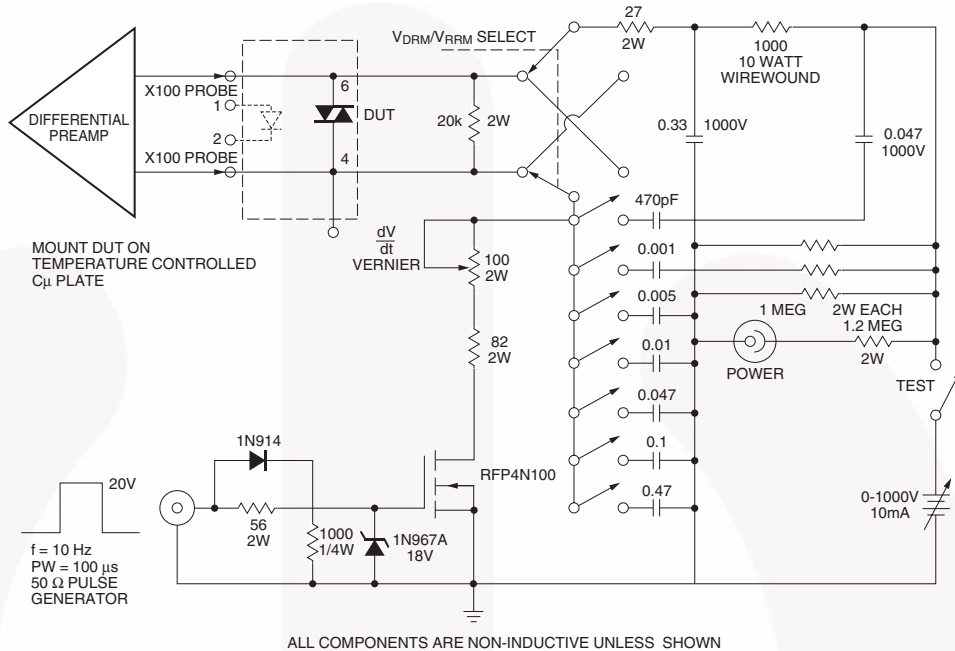 27
2W
VDRM/VRRM SELECT
1000
10 WATT
WIREWOUND
X100 PROBE
6
DIFFERENTIAL
PREAMP
1
2
DUT
20k
2W
0.33
1000V
0.047
1000V
X100 PROBE
4
470pF
MOUNT DUT ON
TEMPERATURE CONTROLLED
Cμ PLATE
dV
dt
VERNIER
100
2W
0.001
0.005
1 MEG
2W EACH
1.2 MEG
82
2W
0.01
POWER
2W
TEST
0.047
1N914
RFP4N100
0.1
20V
0.47
0-1000V
10mA
56
2W
1000
1/4W
1N967A
18V
f = 10 Hz
PW = 100 μs
50 Ω PULSE
GENERATOR
ALL COMPONENTS ARE NON-INDUCTIVE UNLESS SHOWN